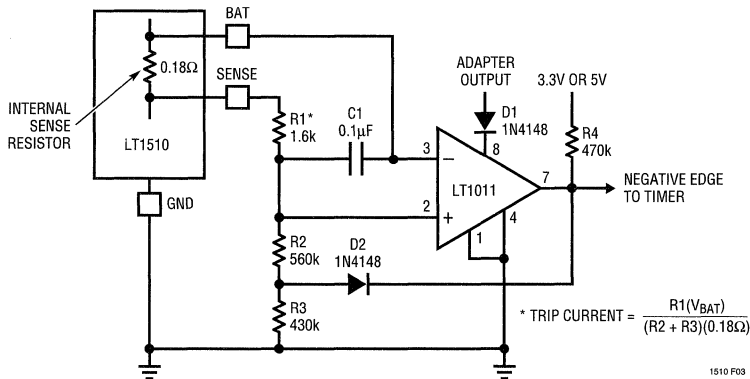 BAT
0.18Ω
SENSE
INTERNAL
SENSE
RESISTOR
LT1510
GND
R1*
1.6k
C1
0.1µF
ADAPTER
OUTPUT
3.3V OR 5V
D1
1N4148
R4
470k
3
8
−
LT1011
7
NEGATIVE EDGE
TO TIMER
2
+
4
1
R2
560k
D2
1N4148
R3
430k
* TRIP CURRENT = R1(VBAT)
(R2 + R3)(0.18Ω)
1510 F03